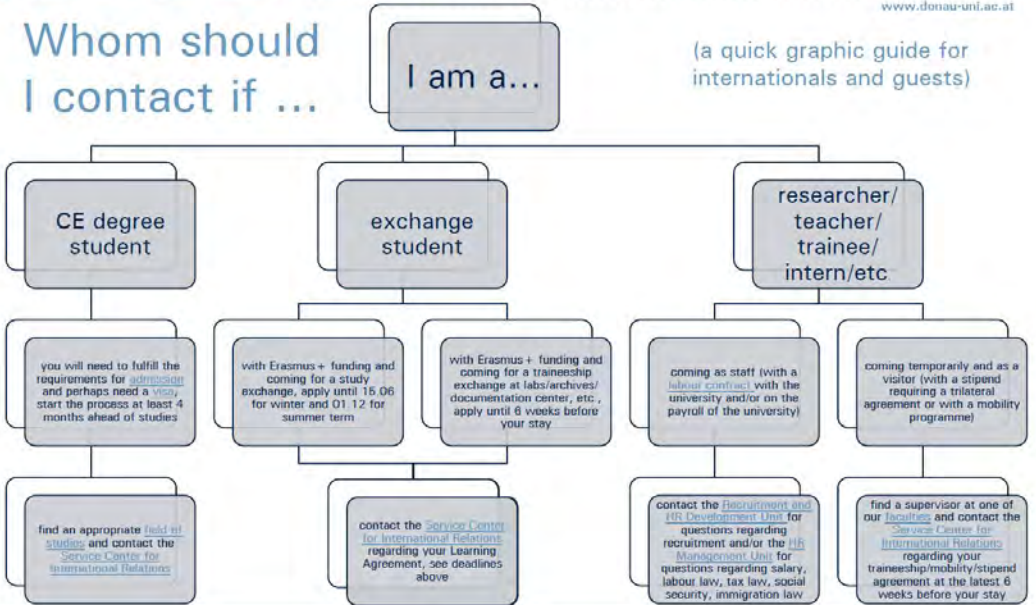 www.donau-uni.ac.at
Whom should
I contact if ...
I am a...
(a quick graphic guide for
internationals and guests)
CE degree
student
exchange
student
researcher/
teacher/
trainee/
intern/etc
you will need to fulfill the
requirements for admission
and perhaps need a visa,
start the process at least 4
months ahead of studies
with Erasmus+ funding and
coming for a study
exchange, apply until 15.06
for winter and 01.12 for
summer term
with Erasmus+ funding and
coming for a traineeship
exchange at labs/archives/
documentation center, etc.,
apply until 6 weeks before
your stay
coming as staff (with a
labour contract with the
university and/or on the
payroll of the university)
coming temporarily and as a
visitor (with a stipend
requiring a trilateral
agreement or with a mobility
programme)
find an appropriate field of
studies and contact the
Service Center for
International Relations
contact the Service Center
for International Relations
regarding your Learning
Agreement, see deadlines
above
contact the Recruitment and
HR Development Unit for
questions regarding
recruitment and/or the HR
Management Unit for
questions regarding salary,
labour law, tax law, social
security, immigration law
find a supervisor at one of
our faculties and contact the
Service Center for
International Relations
regarding your
traineeship/mobility/stipend
agreement at the latest 6
weeks before your stay